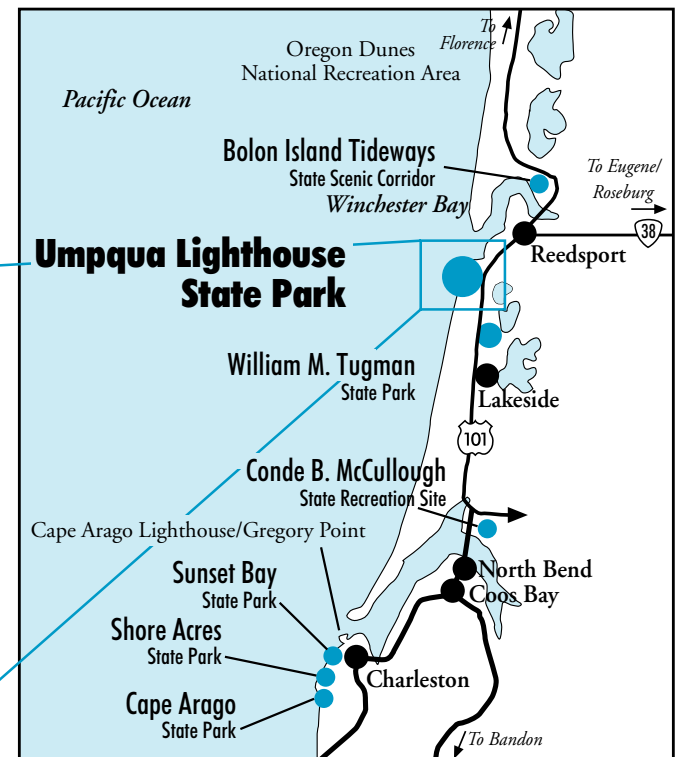 To
Florence
Oregon Dunes
National Recreation Area
Pacific Ocean
Bolon Island Tideways
State Scenic Corridor
To Eugene/
Roseburg
Winchester Bay
38
Umpqua Lighthouse
State Park
Reedsport
William M. Tugman
State Park
Lakeside
101
Conde B. McCullough
State Recreation Site
Cape Arago Lighthouse/Gregory Point
Sunset Bay
State Park
North Bend
Coos Bay
Shore Acres
State Park
Charleston
Cape Arago
State Park
To Bandon